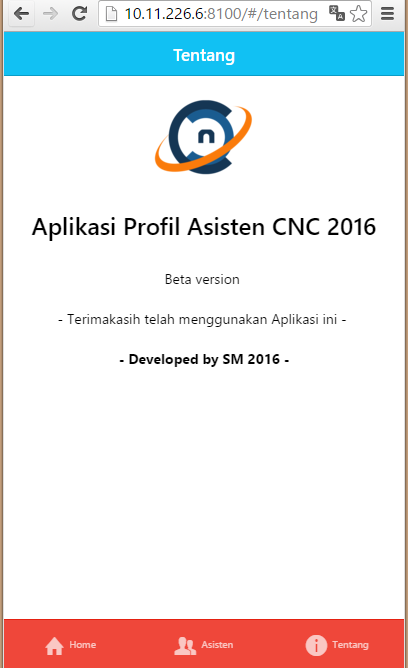 10.11.226.6:8100/#/tentang
Tentang
n
Aplikasi Profil Asisten CNC 2016
Beta version
- Terimakasih telah menggunakan Aplikasi ini -
- Developed by SM 2016 -
Home
Asisten
Tentang